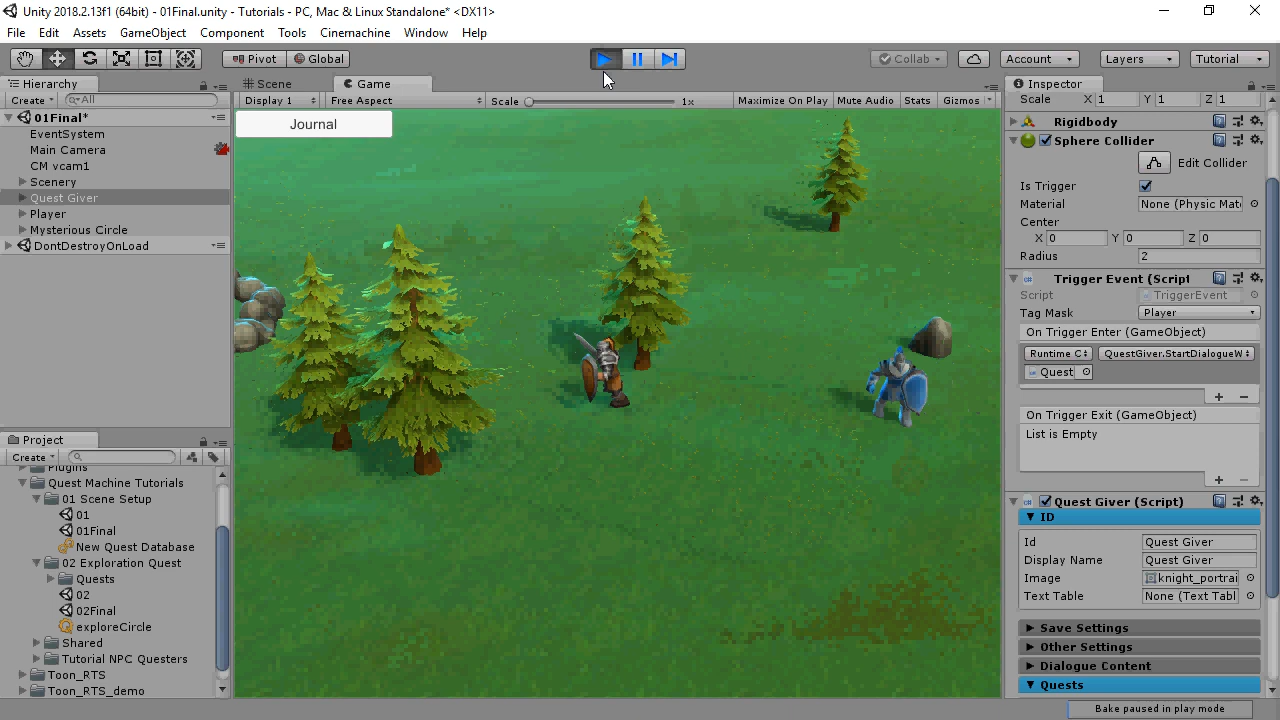 Unity 2018.2.13f1 (64bit) - 01Final.unity - Tutorials - PC, Mac & Linux Standalone* <DX11>
File Edit Assets GameObject Component Tools Cinemachine Window Help
Pivot Global Collab Account Layers Tutorial
Hierarchy
Create All
01Final*
EventSystem
Main Camera
CM vcam1
Scenery
Quest Giver
Player
Mysterious Circle
DontDestroyOnLoad
Project
Create
Plugins
Quest Machine Tutorials
01 Scene Setup
01
01Final
New Quest Database
02 Exploration Quest
Quests
02
02Final
exploreCircle
Shared
Tutorial NPC Questers
Toon_RTS
Toon_RTS_demo
Scene Game
Display 1 Free Aspect Scale 1x Maximize On Play Mute Audio Stats Gizmos
Journal
Inspector
Scale X 1 Y 1 Z 1
Rigidbody
Sphere Collider
Edit Collider
Is Trigger
Material None (Physic Mat
Center
X 0 Y 0 Z 0
Radius 2
Trigger Event (Script
Script TriggerEvent
Tag Mask Player
On Trigger Enter (GameObject)
Runtime C QuestGiver.StartDialogueW
Quest
+ −
On Trigger Exit (GameObject)
List is Empty
+ −
Quest Giver (Script)
ID
Id Quest Giver
Display Name Quest Giver
Image knight_portrai
Text Table None (Text Tabl
Save Settings
Other Settings
Dialogue Content
Quests
Bake paused in play mode